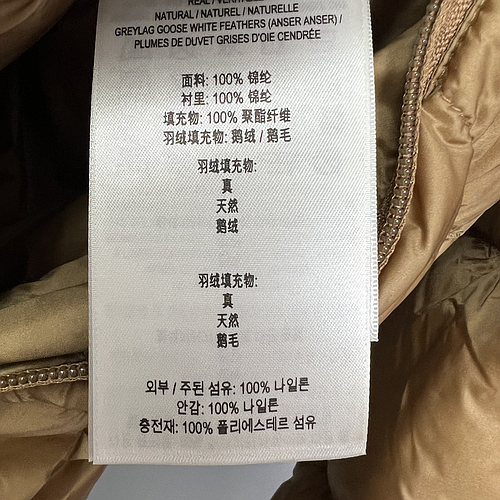 NATURAL / NATUREL / NATURELLE
GREYLAG GOOSE WHITE FEATHERS (ANSER ANSER) /
PLUMES DE DUVET GRISES D'OIE CENDRÉE
面料: 100% 锦纶
衬里: 100% 锦纶
填充物: 100% 聚酯纤维
羽绒填充物: 鹅绒 / 鹅毛
羽绒填充物:
真
天然
鹅绒
羽绒填充物:
真
天然
鹅毛
외부 / 주된 섬유: 100% 나일론
안감: 100% 나일론
충전재: 100% 폴리에스테르 섬유